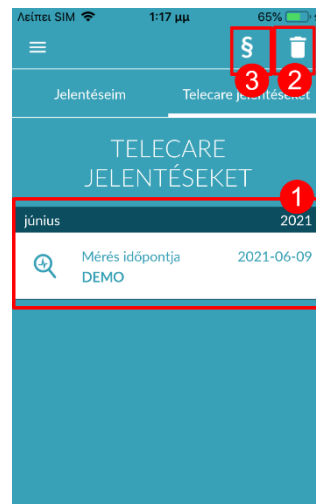 Λείπει SIM 1:17 μμ 65%
§
3 2
Jelentéseim Telecare jelentéseket
TELECARE
JELENTÉSEKET
1
június 2021
Mérés időpontja 2021-06-09
DEMO